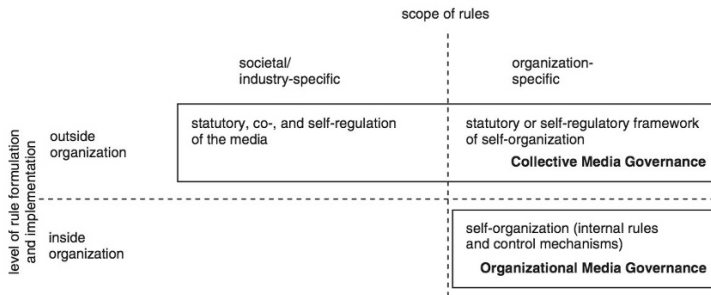 scope of rules
societal/
industry-specific
organization-
specific
level of rule formulation
and implementation
outside
organization
statutory, co-, and self-regulation
of the media
statutory or self-regulatory framework
of self-organization
Collective Media Governance
inside
organization
self-organization (internal rules
and control mechanisms)
Organizational Media Governance